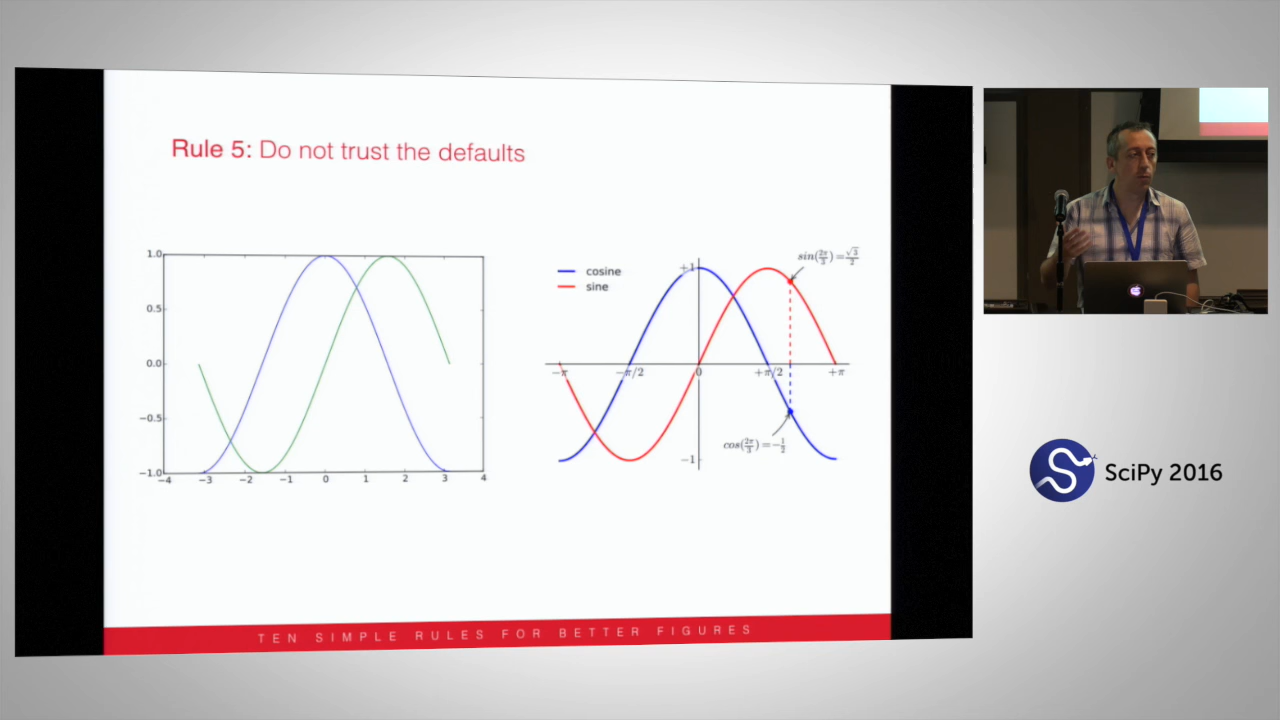 Rule 5: Do not trust the defaults
1.0
0.5
0.0
−0.5
−1.0
−4 −3 −2 −1 0 1 2 3 4
cosine
sine
+1
−1
−π −π/2 0 +π/2 +π
sin(2π/3)=√3/2
cos(2π/3)=−1/2
TEN SIMPLE RULES FOR BETTER FIGURES
SciPy 2016